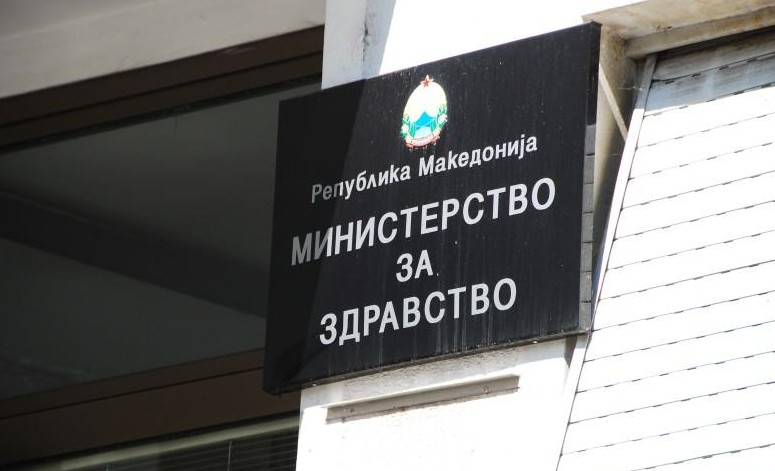 Република Македонија
МИНИСТЕРСТВО
ЗА
ЗДРАВСТВО